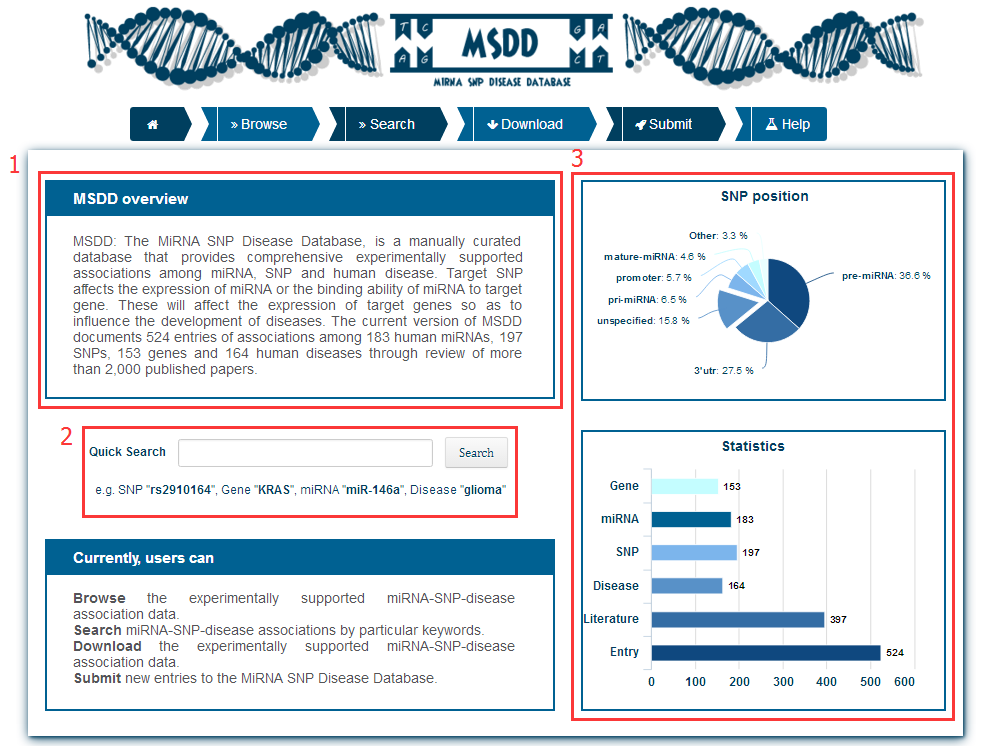 T C
A G
MSDD
G A
C T
MIRNA SNP DISEASE DATABASE
» Browse
» Search
Download
Submit
Help
1
MSDD overview
MSDD: The MiRNA SNP Disease Database, is a manually curated
database that provides comprehensive experimentally supported
associations among miRNA, SNP and human disease. Target SNP
affects the expression of miRNA or the binding ability of miRNA to target
gene. These will affect the expression of target genes so as to
influence the development of diseases. The current version of MSDD
documents 524 entries of associations among 183 human miRNAs, 197
SNPs, 153 genes and 164 human diseases through review of more
than 2,000 published papers.
2
Quick Search
Search
e.g. SNP "rs2910164", Gene "KRAS", miRNA "miR-146a", Disease "glioma"
Currently, users can
Browse the experimentally supported miRNA-SNP-disease
association data.
Search miRNA-SNP-disease associations by particular keywords.
Download the experimentally supported miRNA-SNP-disease
association data.
Submit new entries to the MiRNA SNP Disease Database.
3
SNP position
Other: 3.3 %
mature-miRNA: 4.6 %
promoter: 5.7 %
pri-miRNA: 6.5 %
unspecified: 15.8 %
pre-miRNA: 36.6 %
3'utr: 27.5 %
Statistics
Gene 153
miRNA 183
SNP 197
Disease 164
Literature 397
Entry 524
0 100 200 300 400 500 600